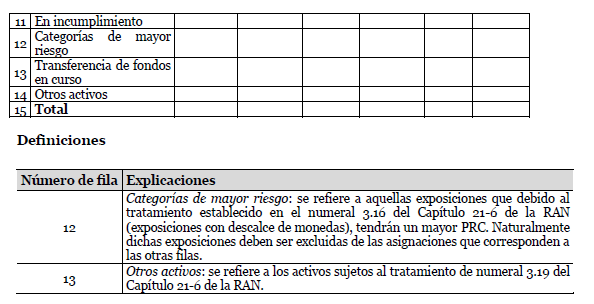 11 En incumplimiento
12 Categorías de mayor
riesgo
13 Transferencia de fondos
en curso
14 Otros activos
15 Total
Definiciones
Número de fila Explicaciones
12 Categorías de mayor riesgo: se refiere a aquellas exposiciones que debido al
tratamiento establecido en el numeral 3.16 del Capítulo 21-6 de la RAN
(exposiciones con descalce de monedas), tendrán un mayor PRC. Naturalmente
dichas exposiciones deben ser excluidas de las asignaciones que corresponden a
las otras filas.
13 Otros activos: se refiere a los activos sujetos al tratamiento de numeral 3.19 del
Capítulo 21-6 de la RAN.